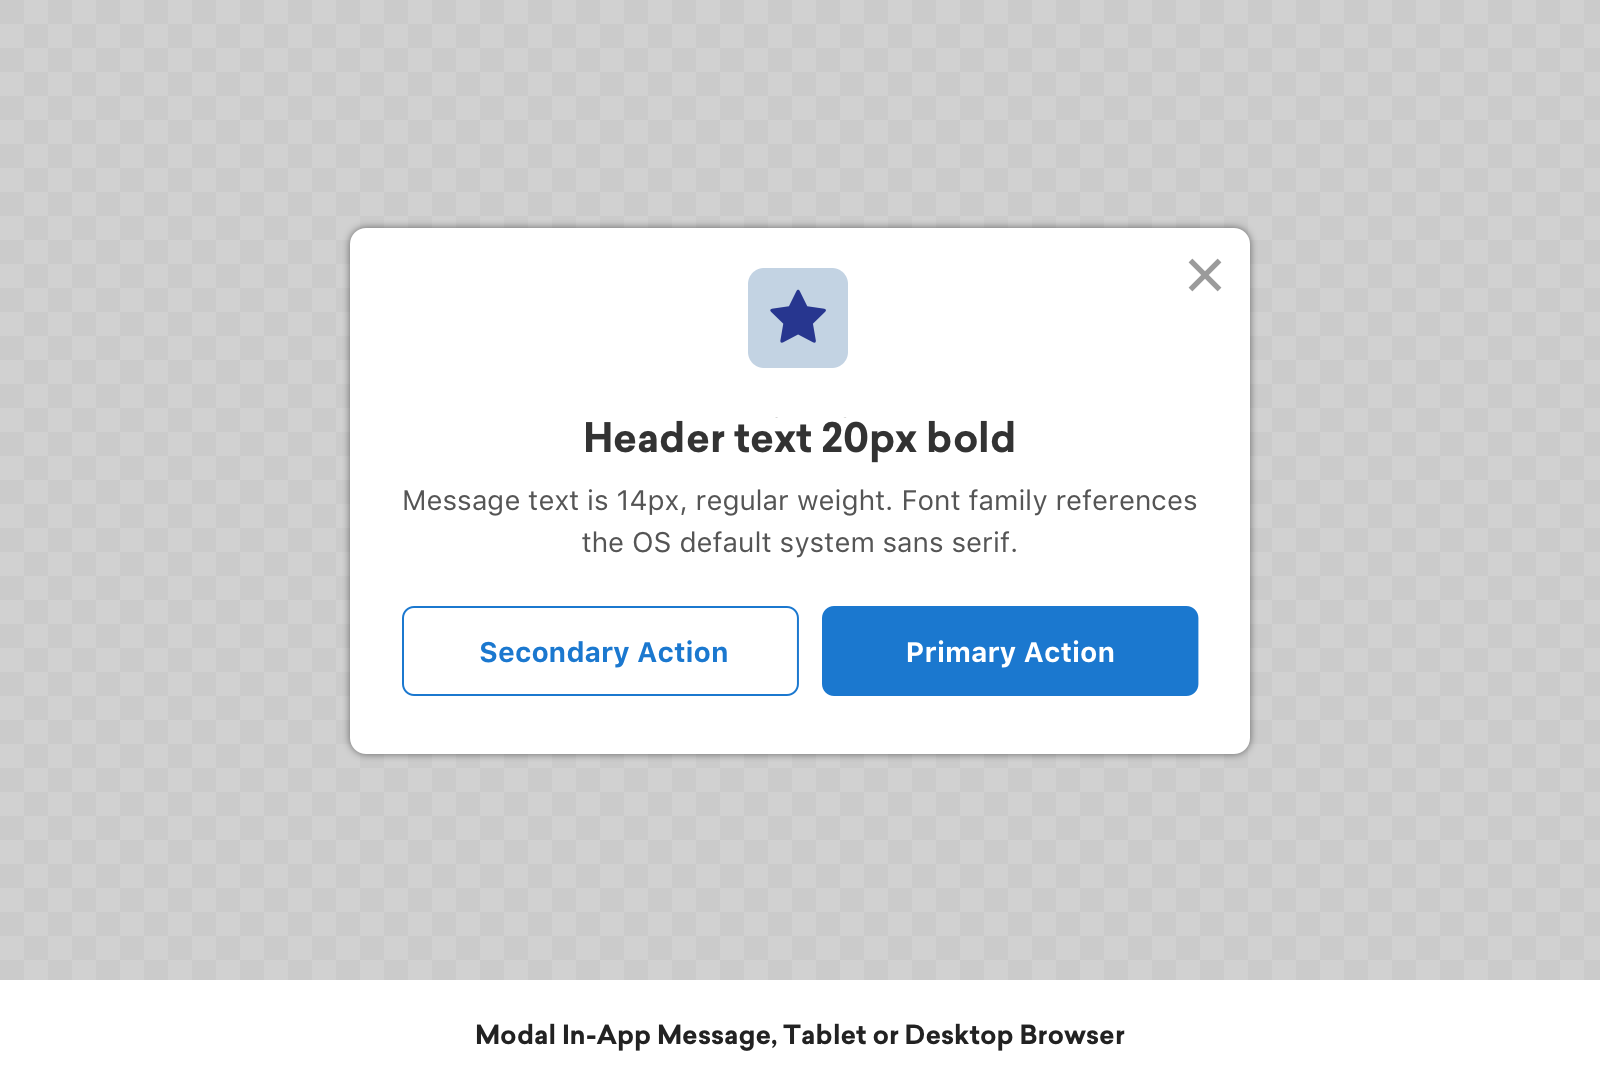 Header text 20px bold
Message text is 14px, regular weight. Font family references
the OS default system sans serif.
Secondary Action
Primary Action
Modal In-App Message, Tablet or Desktop Browser